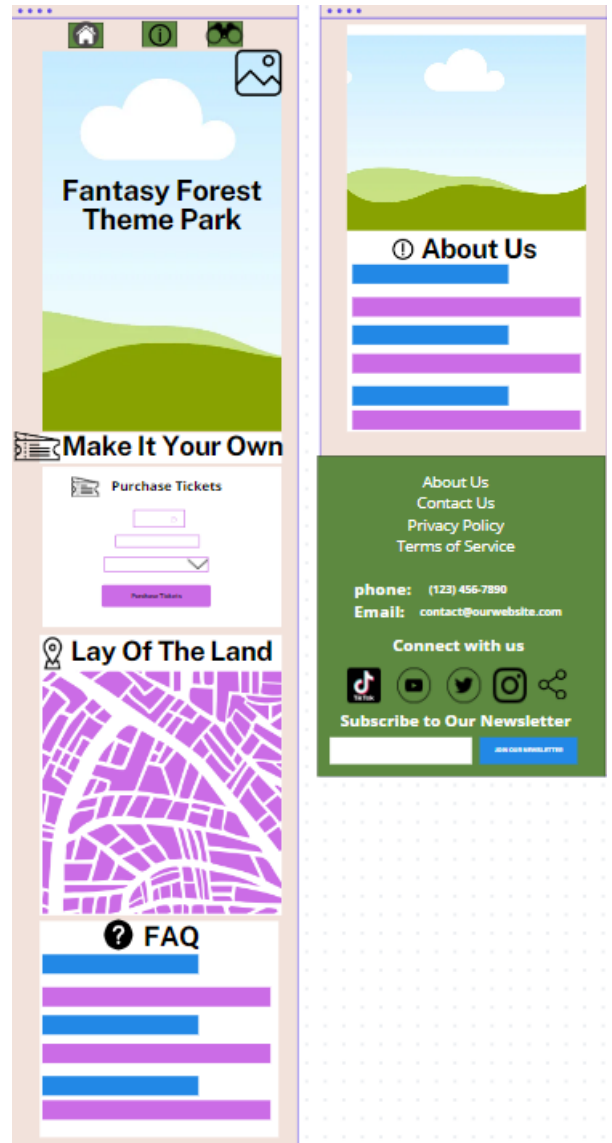 Fantasy Forest
Theme Park
Make It Your Own
Purchase Tickets
Purchase Tickets
Lay Of The Land
FAQ
About Us
About Us
Contact Us
Privacy Policy
Terms of Service
phone: (123) 456-7890
Email: contact@ourwebsite.com
Connect with us
TikTok
Subscribe to Our Newsletter
JOIN OUR NEWSLETTER